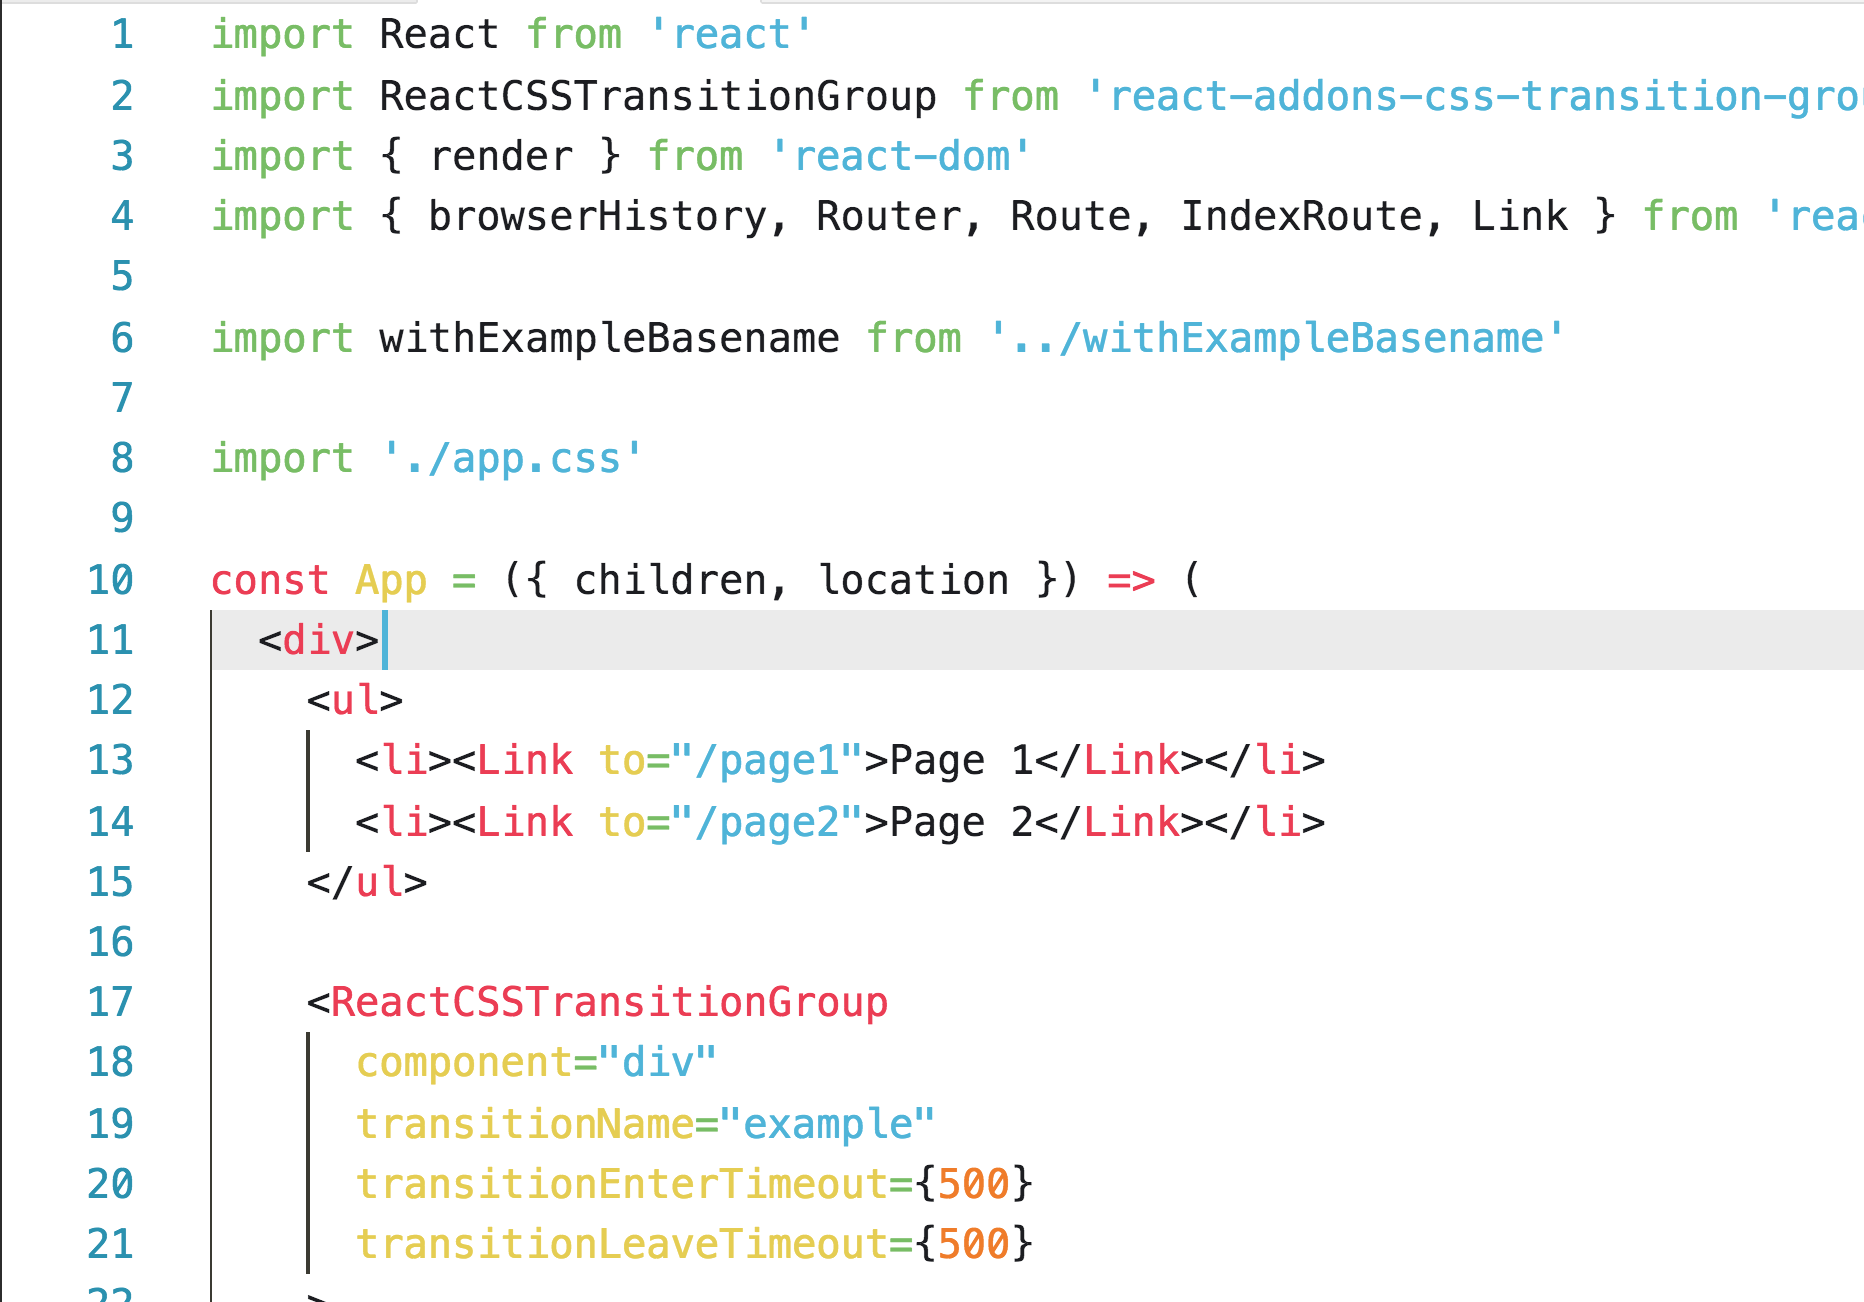 1 import React from 'react'
2 import ReactCSSTransitionGroup from 'react-addons-css-transition-gro
3 import { render } from 'react-dom'
4 import { browserHistory, Router, Route, IndexRoute, Link } from 'rea
5
6 import withExampleBasename from '../withExampleBasename'
7
8 import './app.css'
9
10 const App = ({ children, location }) => (
11   <div>
12     <ul>
13       <li><Link to="/page1">Page 1</Link></li>
14       <li><Link to="/page2">Page 2</Link></li>
15     </ul>
16
17     <ReactCSSTransitionGroup
18       component="div"
19       transitionName="example"
20       transitionEnterTimeout={500}
21       transitionLeaveTimeout={500}
22     >